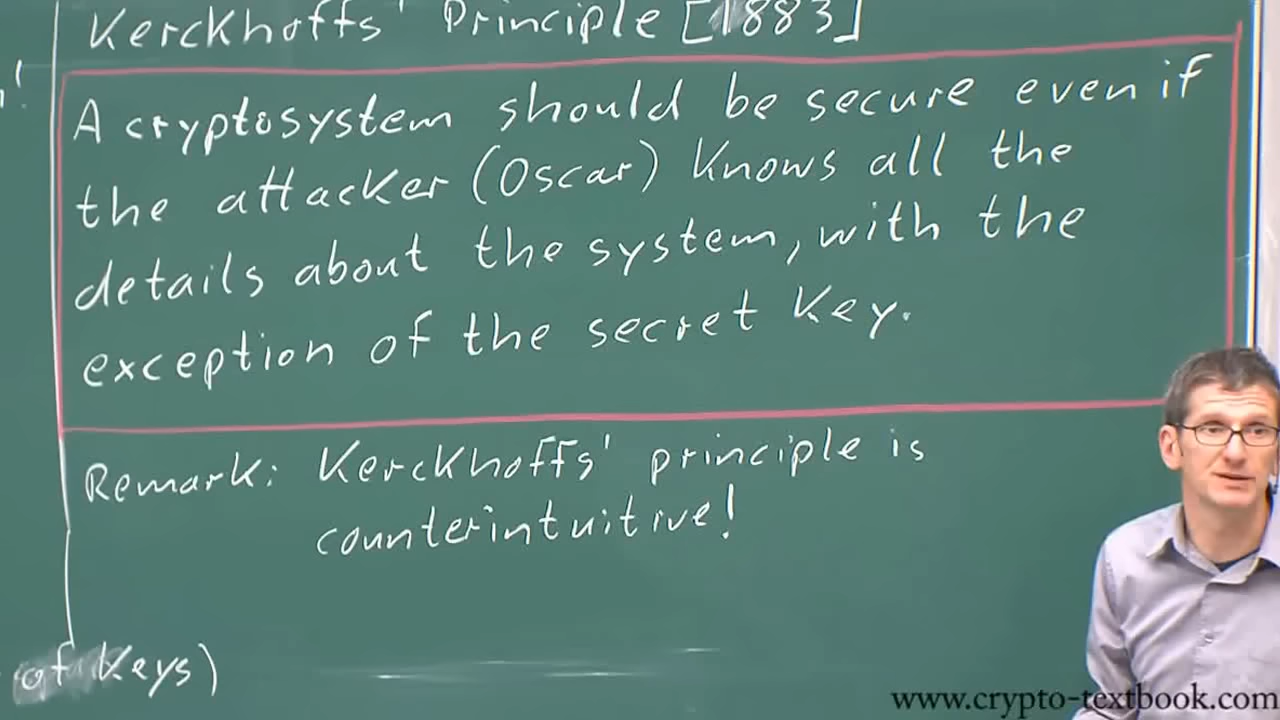 Kerckhoffs' Principle [1883]
A cryptosystem should be secure even if
the attacker (Oscar) knows all the
details about the system, with the
exception of the secret key.
Remark: Kerckhoffs' principle is
counterintuitive!
of keys)
www.crypto-textbook.com